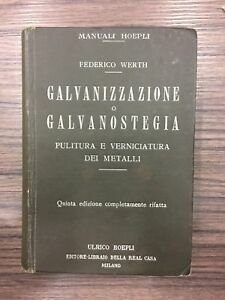 MANUALI HOEPLI
FEDERICO WERTH
GALVANIZZAZIONE
O
GALVANOSTEGIA
PULITURA E VERNICIATURA
DEI METALLI
Quinta edizione completamente rifatta
ULRICO HOEPLI
EDITORE-LIBRAIO DELLA REAL CASA
MILANO